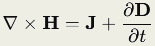 ∇ × 𝐇 = 𝐉 + ∂𝐃/∂t